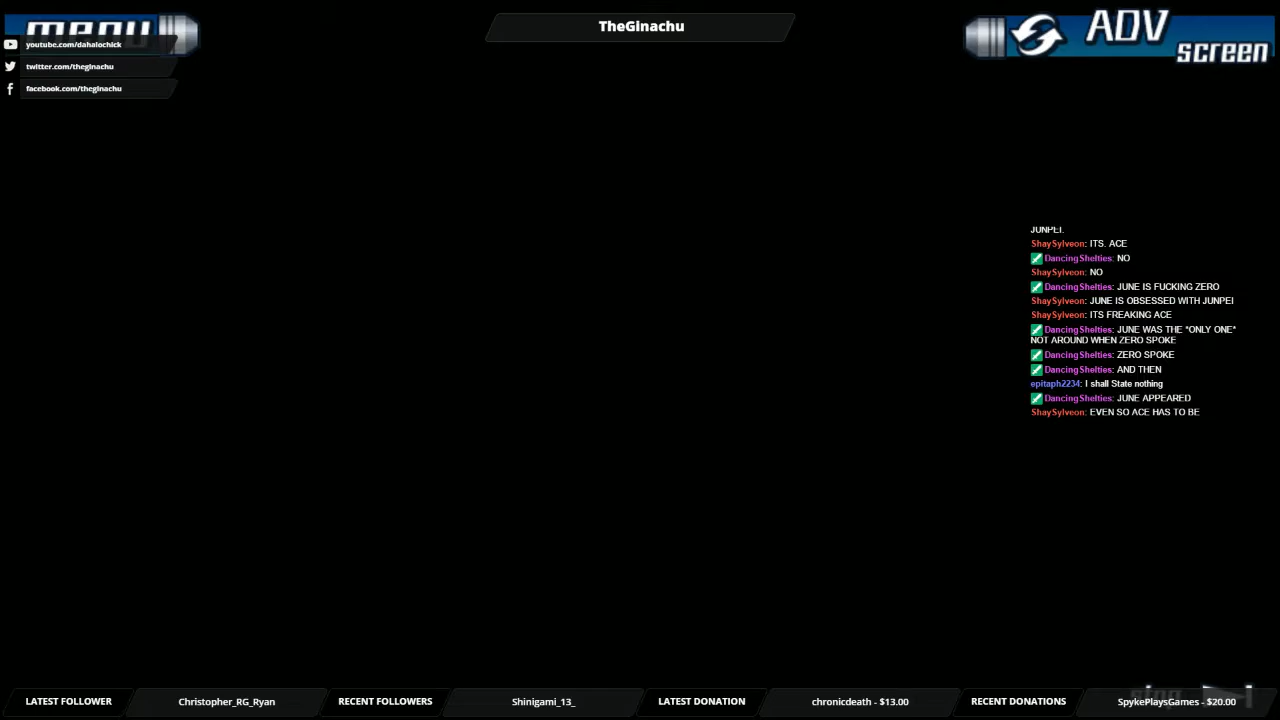 menu
TheGinachu
ADV
screen
youtube.com/dahalochick
twitter.com/theginachu
facebook.com/theginachu
JUNPEI.
ShaySylveon: ITS. ACE
DancingShelties: NO
ShaySylveon: NO
DancingShelties: JUNE IS FUCKING ZERO
ShaySylveon: JUNE IS OBSESSED WITH JUNPEI
ShaySylveon: ITS FREAKING ACE
DancingShelties: JUNE WAS THE *ONLY ONE*
NOT AROUND WHEN ZERO SPOKE
DancingShelties: ZERO SPOKE
DancingShelties: AND THEN
epitaph2234: I shall State nothing
DancingShelties: JUNE APPEARED
ShaySylveon: EVEN SO ACE HAS TO BE
LATEST FOLLOWER Christopher_RG_Ryan RECENT FOLLOWERS Shinigami_13_ LATEST DONATION chronicdeath - $13.00 RECENT DONATIONS SpykePlaysGames - $20.00